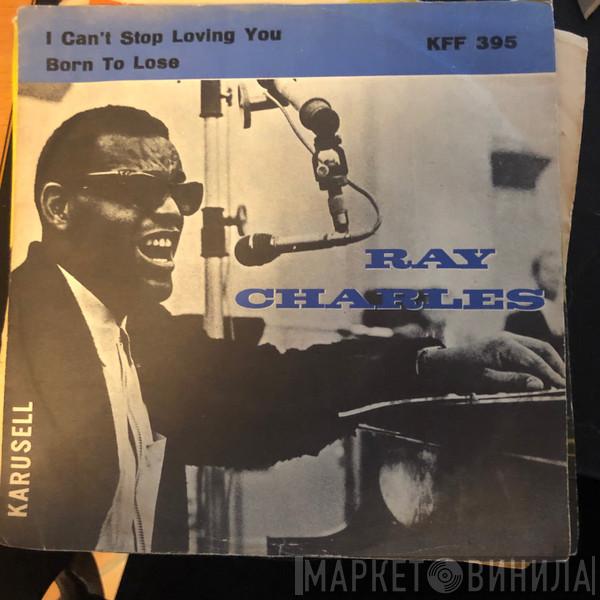 I Can't Stop Loving You
KFF 395
Born To Lose
RAY
CHARLES
KARUSELL
МАРКЕТ ВИНИЛА